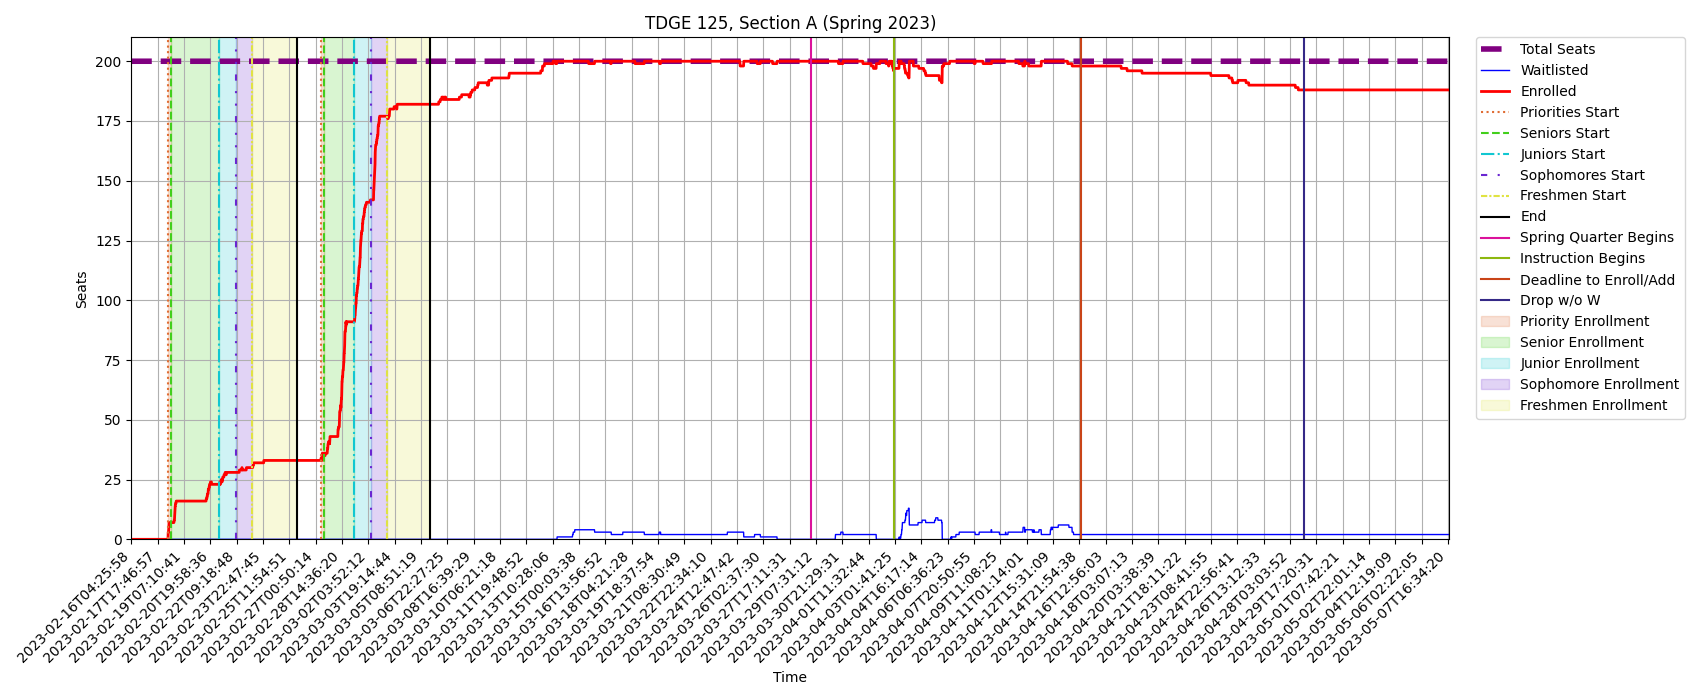 TDGE 125, Section A (Spring 2023)
Seats
200
175
150
125
100
75
50
25
0
2023-02-16T04:25:58
2023-02-17T17:46:57
2023-02-19T07:10:41
2023-02-20T19:58:36
2023-02-22T09:18:48
2023-02-23T22:47:45
2023-02-25T11:54:51
2023-02-27T00:50:14
2023-02-28T14:36:20
2023-03-02T03:52:12
2023-03-03T19:14:44
2023-03-05T08:51:19
2023-03-06T22:27:25
2023-03-08T16:39:29
2023-03-10T06:21:18
2023-03-11T19:48:52
2023-03-13T10:28:06
2023-03-15T00:03:38
2023-03-16T13:56:52
2023-03-18T04:21:28
2023-03-19T18:37:54
2023-03-21T08:30:49
2023-03-22T22:34:10
2023-03-24T12:47:42
2023-03-26T02:37:30
2023-03-27T17:11:31
2023-03-29T07:31:12
2023-03-30T21:29:31
2023-04-01T11:32:44
2023-04-03T01:41:25
2023-04-04T16:17:14
2023-04-06T06:36:23
2023-04-07T20:50:55
2023-04-09T11:08:25
2023-04-11T01:14:01
2023-04-12T15:31:09
2023-04-14T21:54:38
2023-04-16T12:56:03
2023-04-18T03:07:13
2023-04-20T03:38:39
2023-04-21T18:11:22
2023-04-23T08:41:55
2023-04-24T22:56:41
2023-04-26T13:12:33
2023-04-28T03:03:52
2023-04-29T17:20:31
2023-05-01T07:42:21
2023-05-02T22:01:14
2023-05-04T12:19:09
2023-05-06T02:22:05
2023-05-07T16:34:20
Time
Total Seats
Waitlisted
Enrolled
Priorities Start
Seniors Start
Juniors Start
Sophomores Start
Freshmen Start
End
Spring Quarter Begins
Instruction Begins
Deadline to Enroll/Add
Drop w/o W
Priority Enrollment
Senior Enrollment
Junior Enrollment
Sophomore Enrollment
Freshmen Enrollment